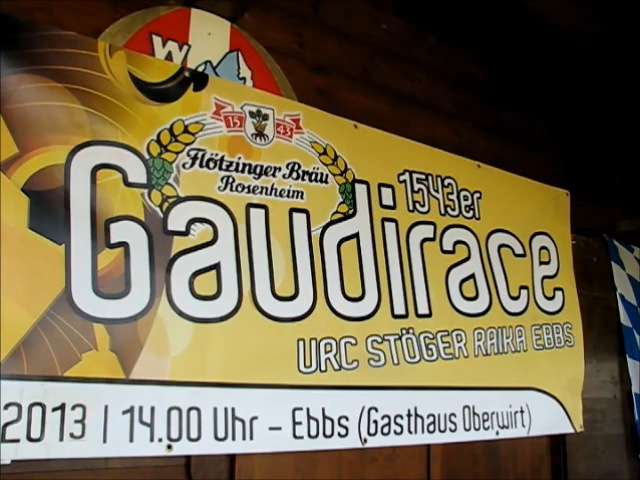 W
15 43
Flötzinger Bräu
Rosenheim
1543er
Gaudirace
URC STÖGER RAIKA EBBS
2013 | 14.00 Uhr – Ebbs (Gasthaus Oberwirt)